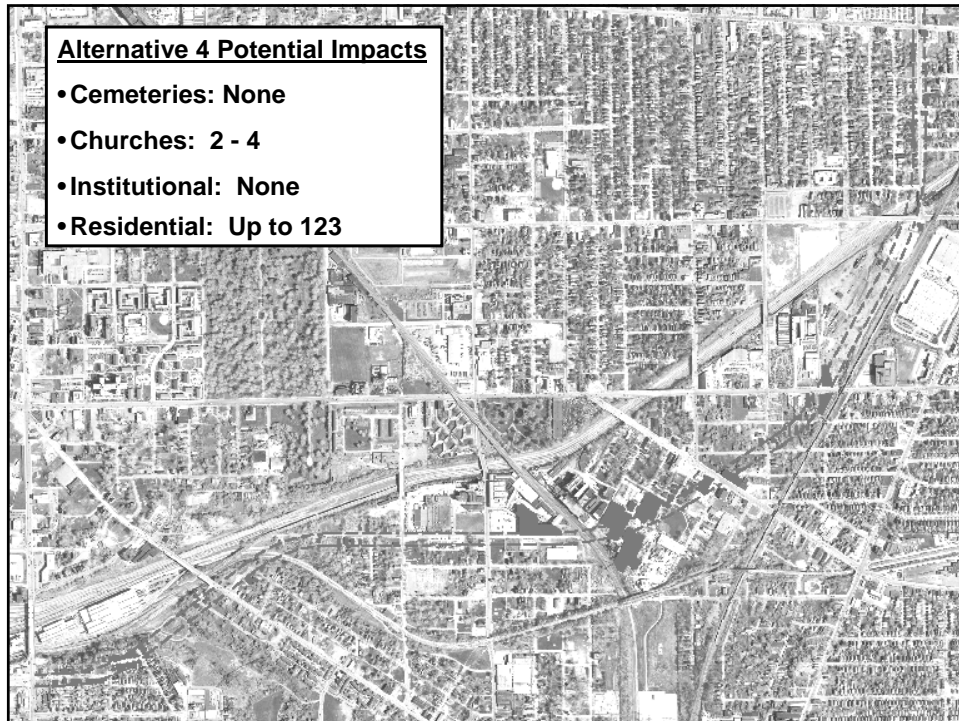 Alternative 4 Potential Impacts
• Cemeteries: None
• Churches: 2 - 4
• Institutional: None
• Residential: Up to 123